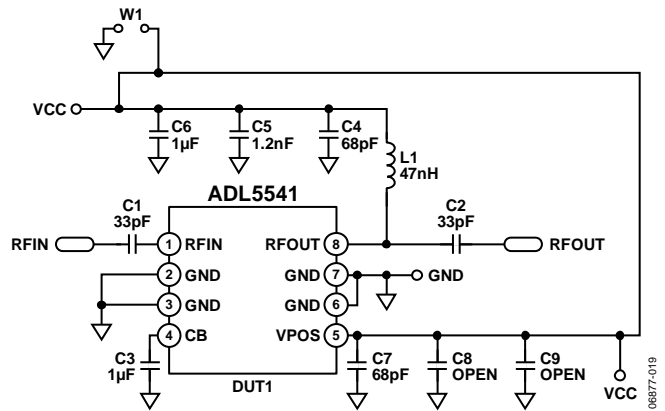 W1
VCC
C6
1µF
C5
1.2nF
C4
68pF
L1
47nH
ADL5541
C1
33pF
C2
33pF
RFIN
1
RFIN
RFOUT
8
RFOUT
2
GND
GND
7
GND
3
GND
GND
6
4
CB
VPOS
5
C3
1µF
DUT1
C7
68pF
C8
OPEN
C9
OPEN
VCC
06877-019